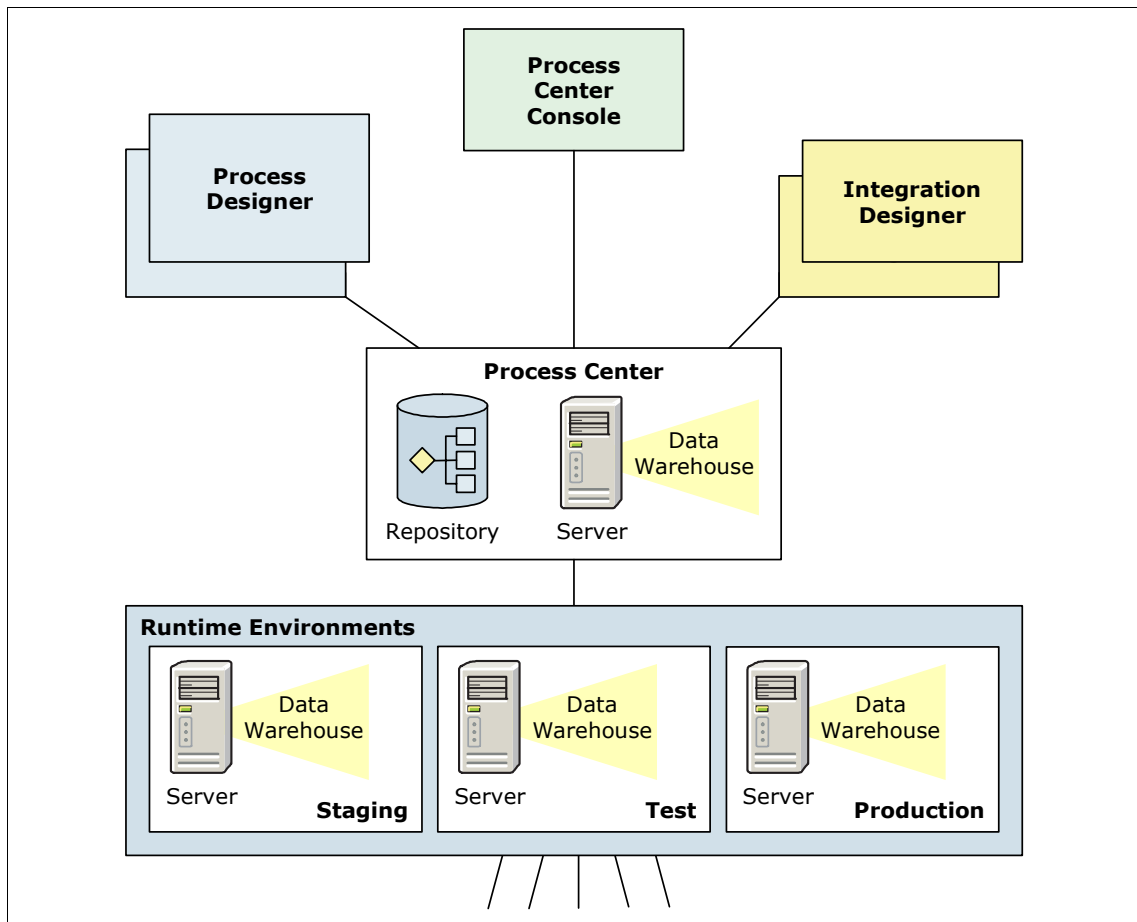 Process
Center
Console
Process
Designer
Integration
Designer
Process Center
Data
Warehouse
Repository
Server
Runtime Environments
Data
Warehouse
Server
Staging
Data
Warehouse
Server
Test
Data
Warehouse
Server
Production